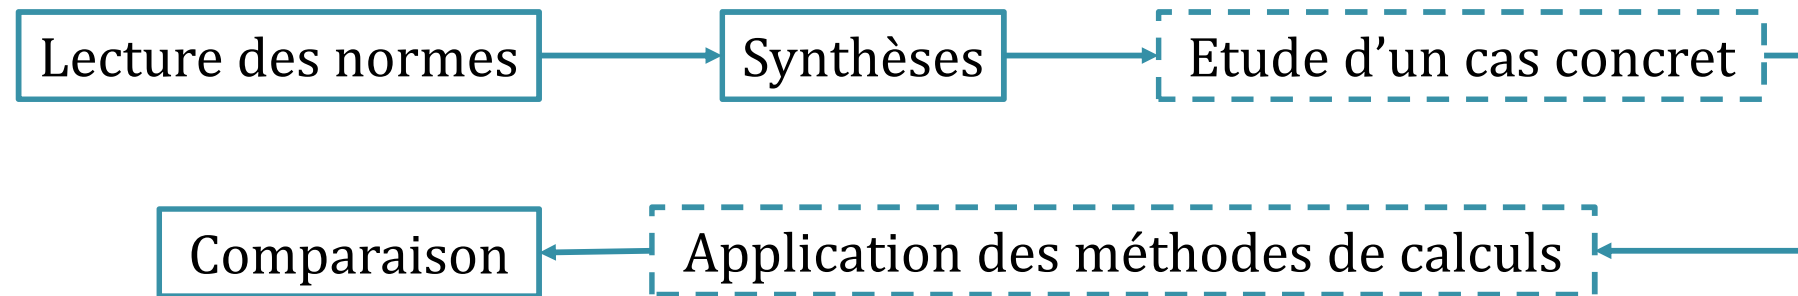 Lecture des normes
Synthèses
Etude d’un cas concret
Application des méthodes de calculs
Comparaison